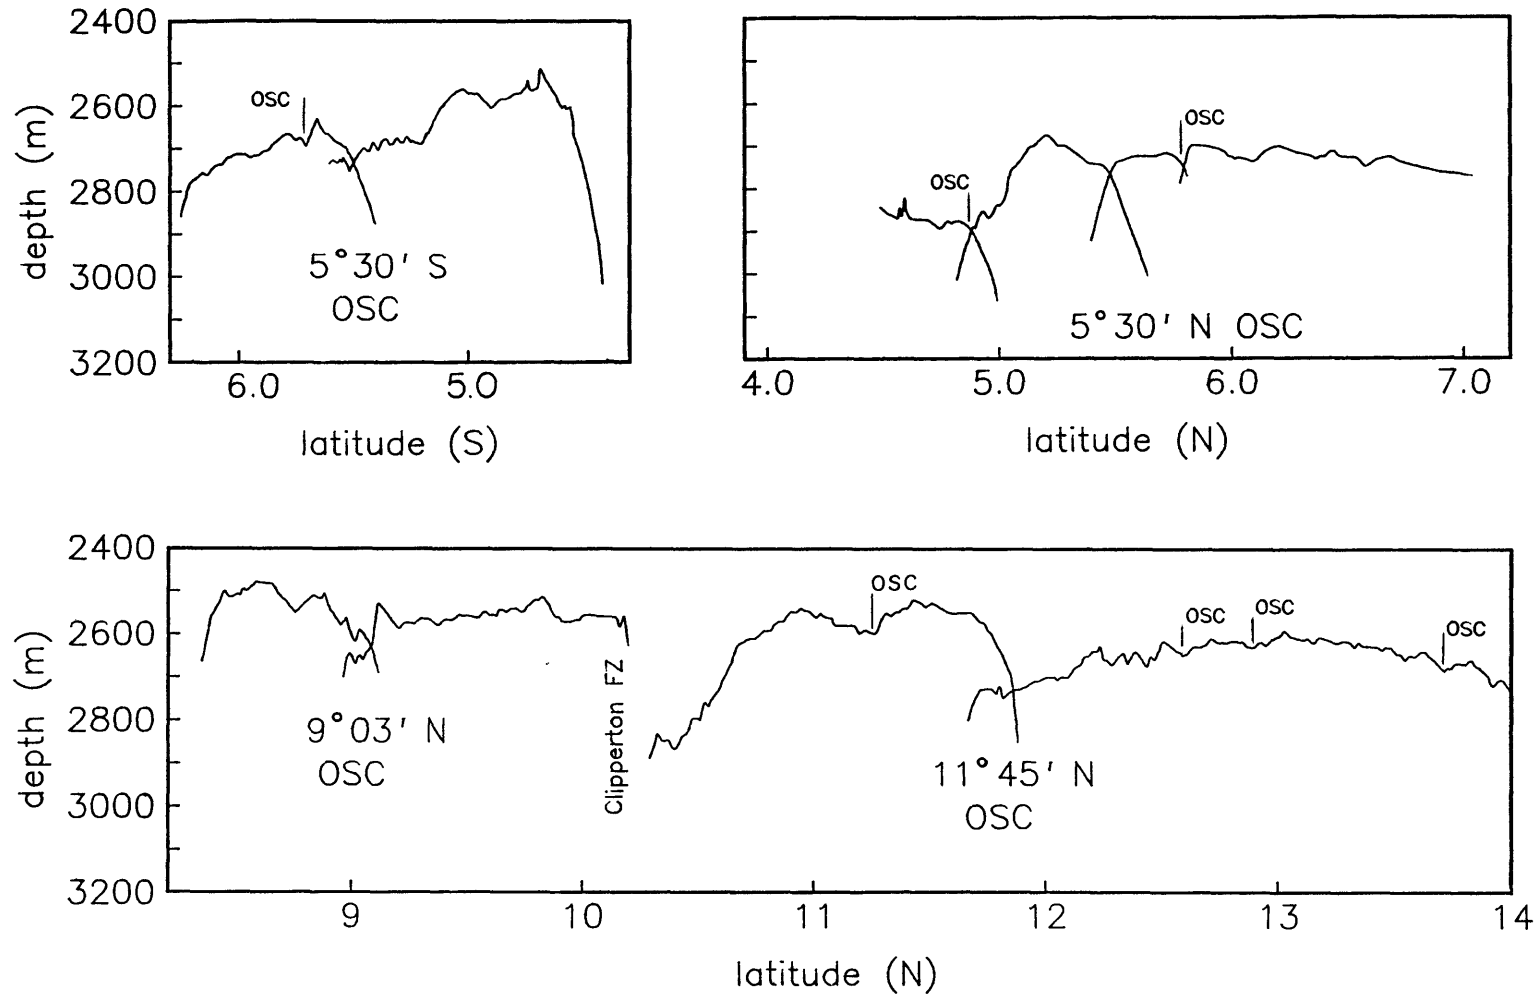 2400
2600
2800
3000
3200
depth (m)
osc
5°30' S
OSC
6.0
5.0
latitude (S)
osc
osc
5°30' N OSC
4.0
5.0
6.0
7.0
latitude (N)
2400
2600
2800
3000
3200
depth (m)
9°03' N
OSC
Clipperton FZ
osc
11°45' N
OSC
osc
osc
osc
9
10
11
12
13
14
latitude (N)